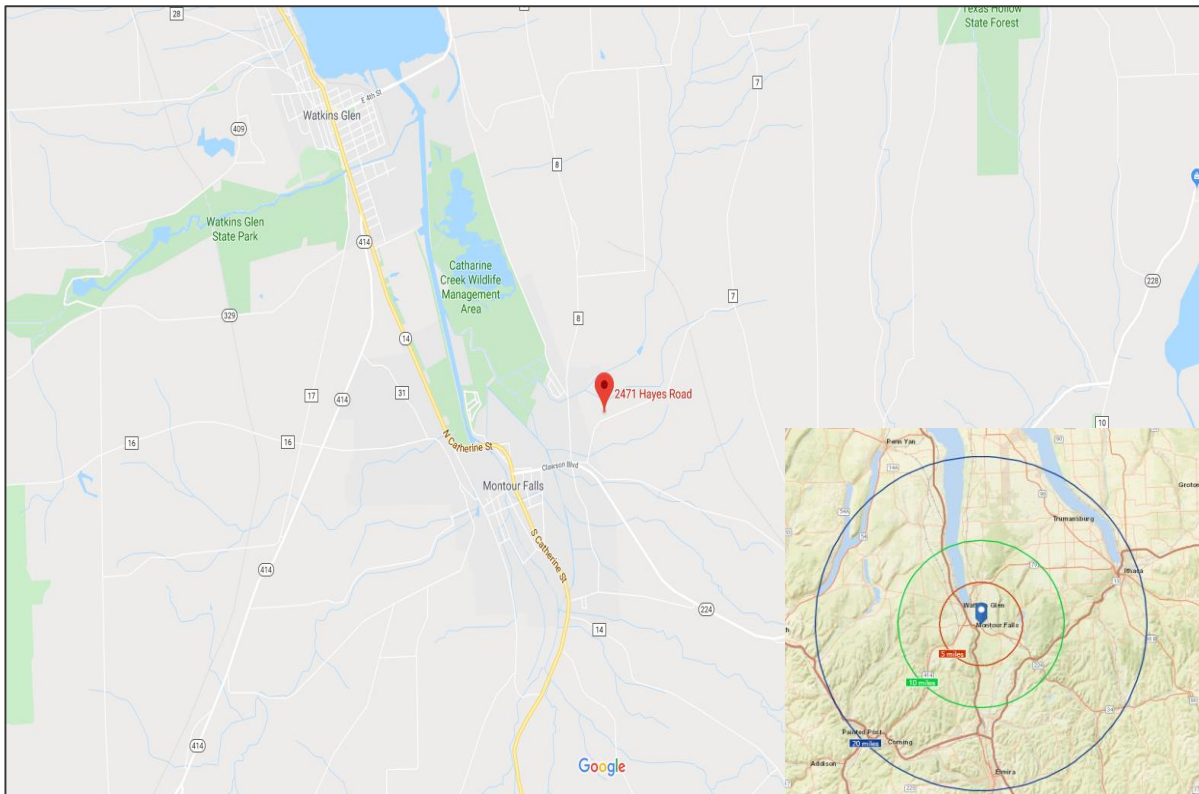 28
Texas Hollow
State Forest
7
E 4th St
Watkins Glen
409
8
Watkins Glen
State Park
414
Catharine
Creek Wildlife
Management
Area
228
7
329
8
14
2471 Hayes Road
17
414
31
10
16
16
N Catherine St
Clawson Blvd
Montour Falls
S Catherine St
414
224
14
414
Google
Penn Yan
Groton
Trumansburg
Ithaca
Watkins Glen
Montour Falls
5 miles
10 miles
Painted Post
20 miles
Corning
Addison
Elmira